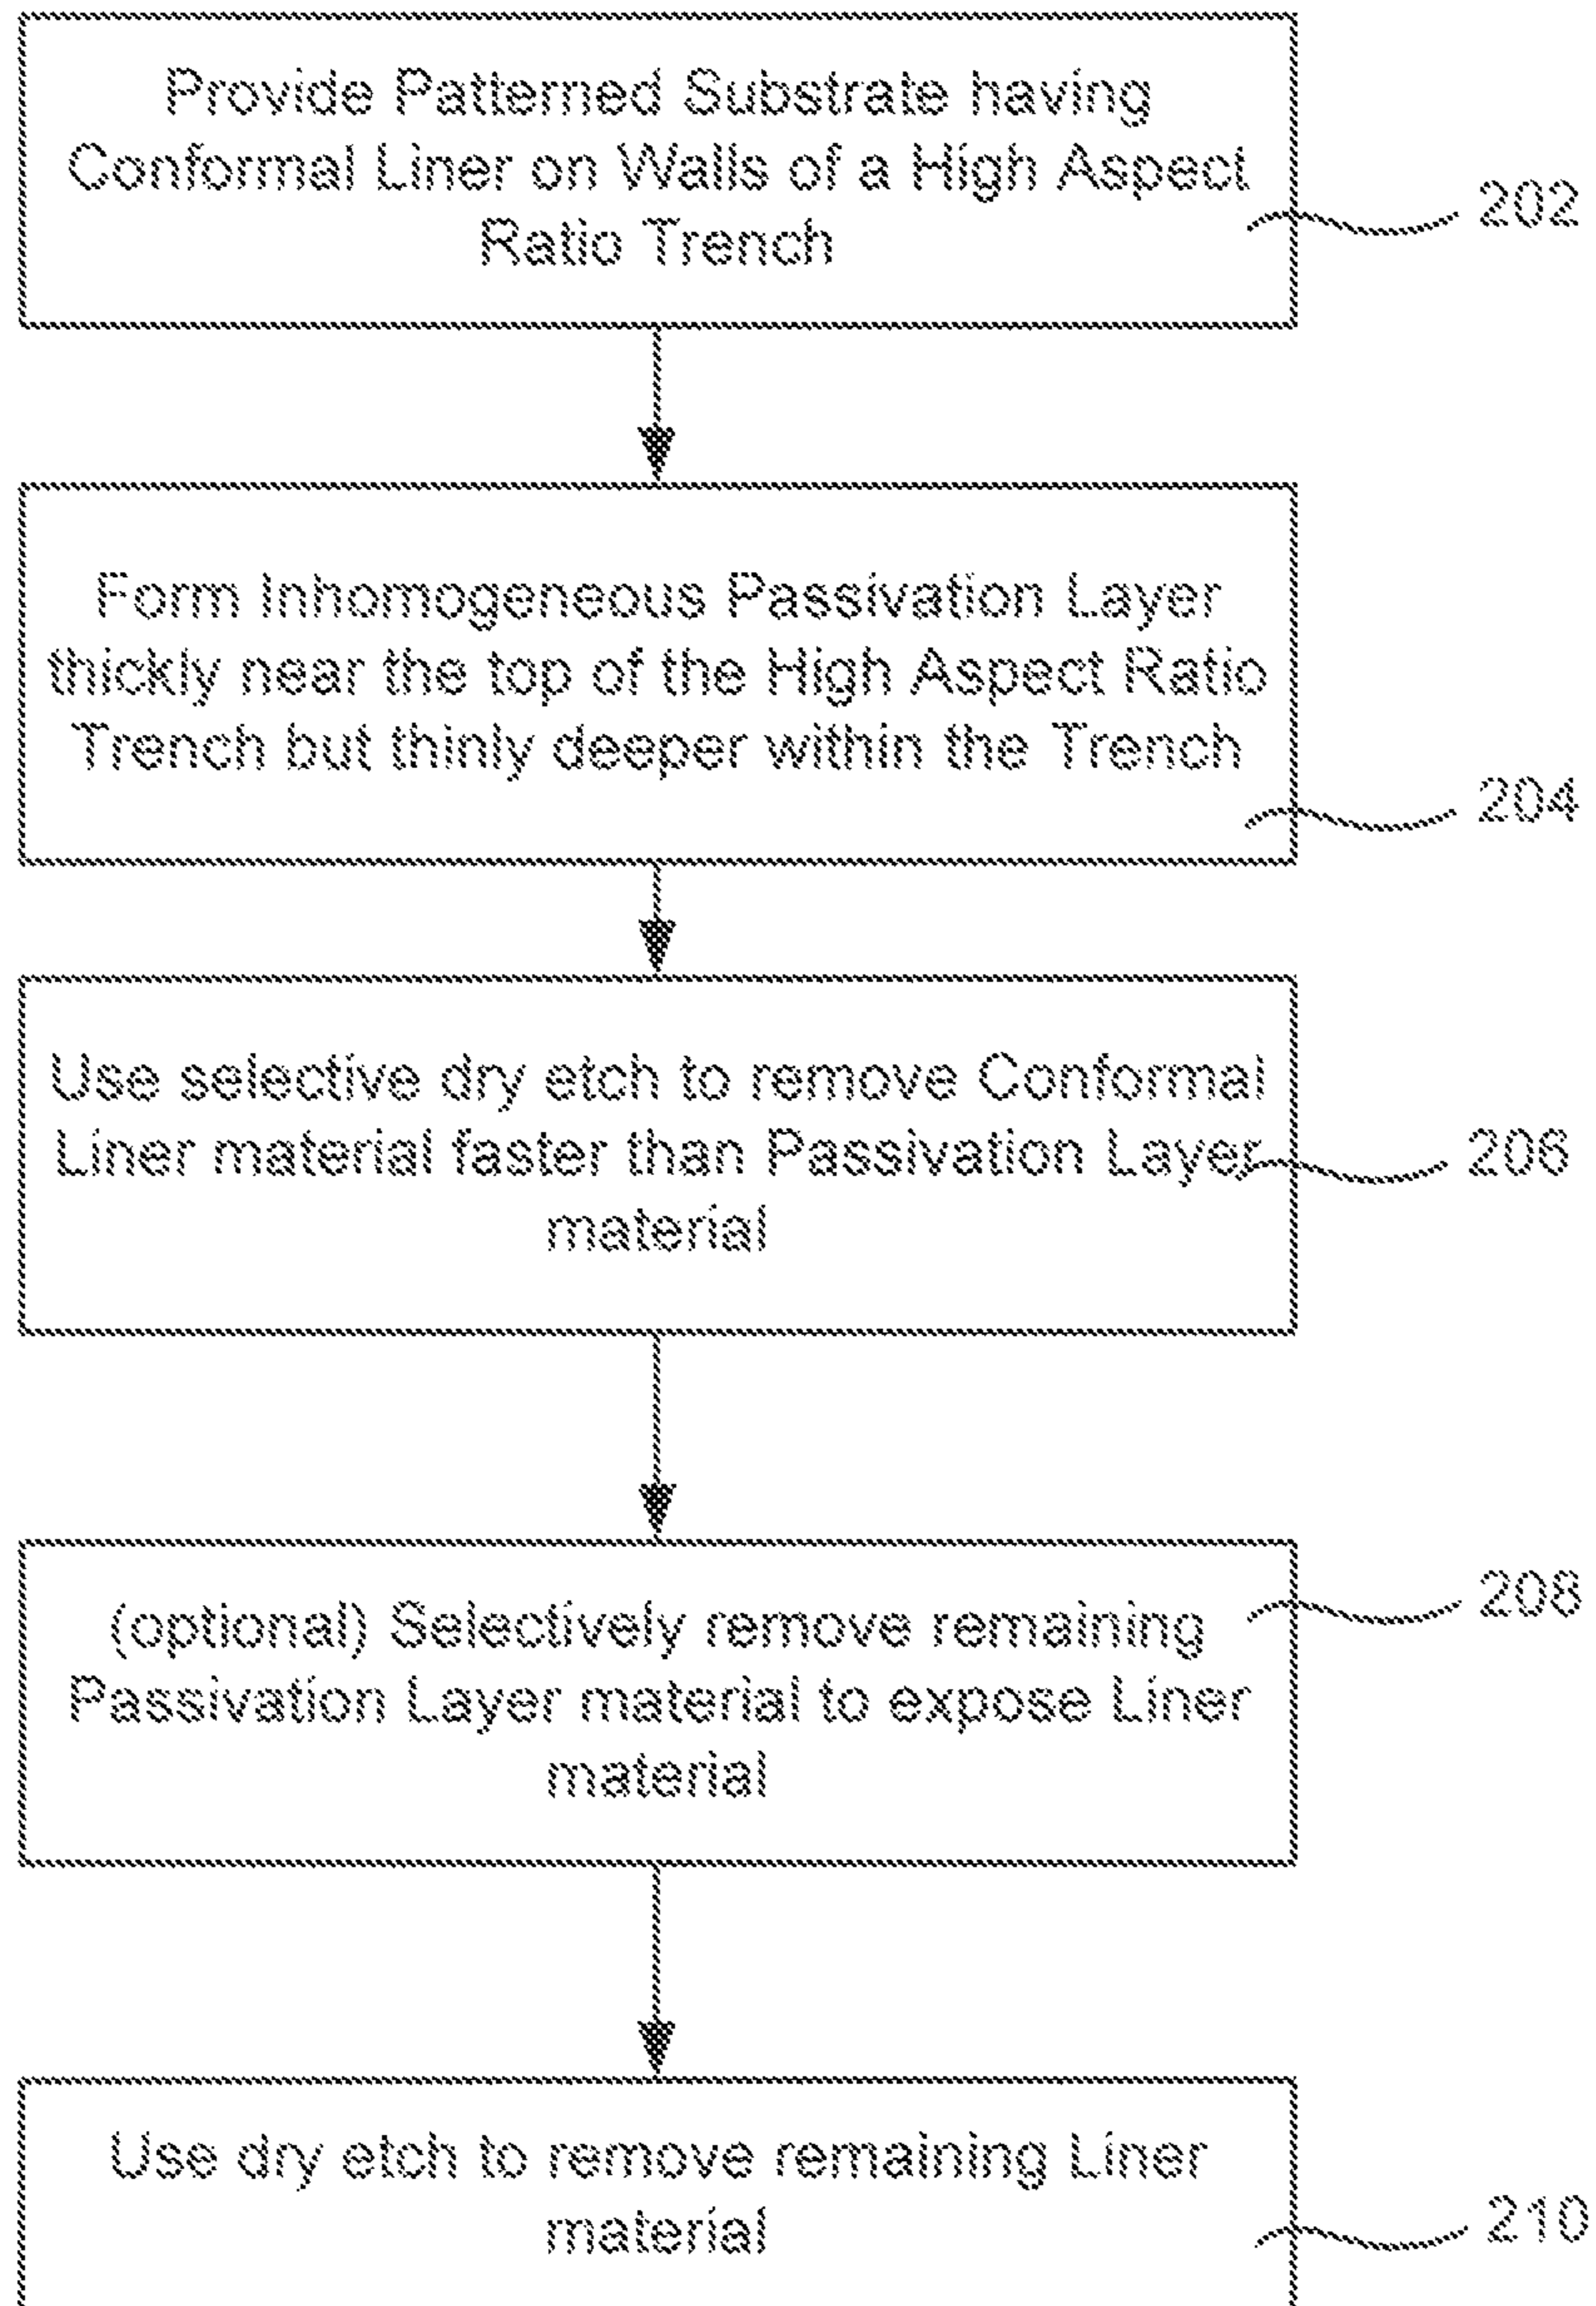 Provide Patterned Substrate having
Conformal Liner on Walls of a High Aspect
Ratio Trench
202
Form Inhomogeneous Passivation Layer
thickly near the top of the High Aspect Ratio
Trench but thinly deeper within the Trench
204
Use selective dry etch to remove Conformal
Liner material faster than Passivation Layer
material
206
(optional) Selectively remove remaining
Passivation Layer material to expose Liner
material
208
Use dry etch to remove remaining Liner
material
210